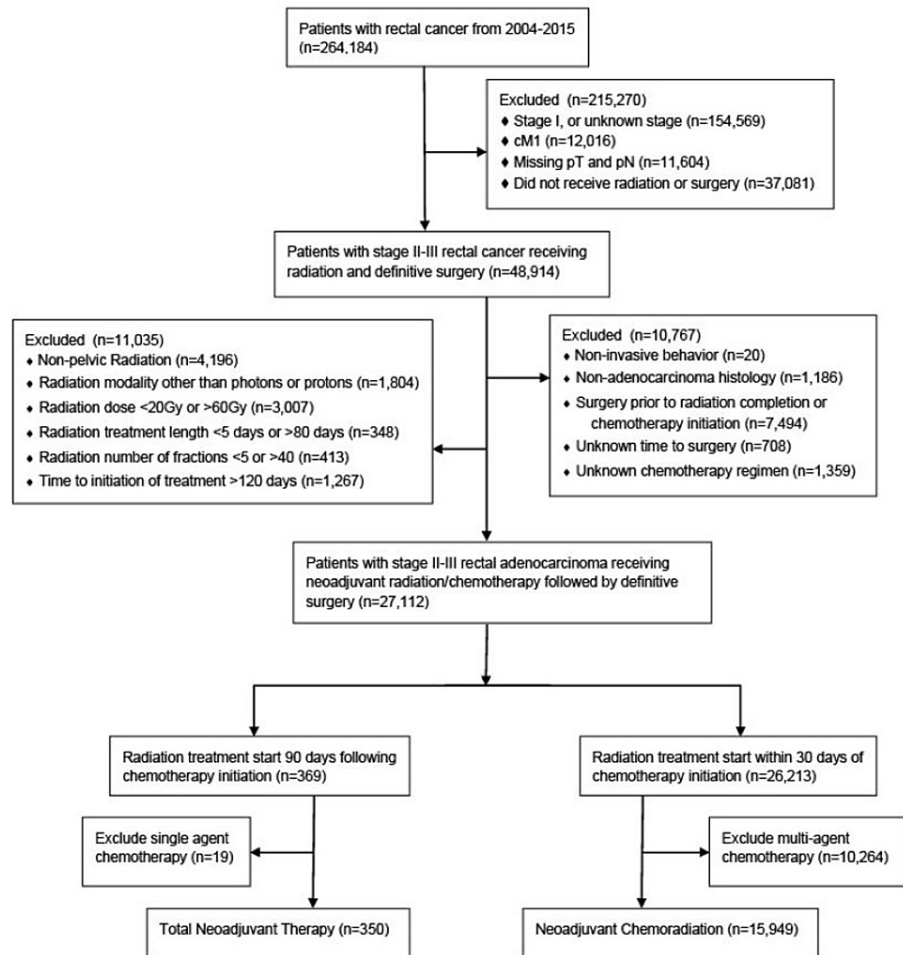 Patients with rectal cancer from 2004-2015
(n=264,184)
Excluded (n=215,270)
♦ Stage I, or unknown stage (n=154,569)
♦ cM1 (n=12,016)
♦ Missing pT and pN (n=11,604)
♦ Did not receive radiation or surgery (n=37,081)
Patients with stage II-III rectal cancer receiving
radiation and definitive surgery (n=48,914)
Excluded (n=11,035)
♦ Non-pelvic Radiation (n=4,196)
♦ Radiation modality other than photons or protons (n=1,804)
♦ Radiation dose <20Gy or >60Gy (n=3,007)
♦ Radiation treatment length <5 days or >80 days (n=348)
♦ Radiation number of fractions <5 or >40 (n=413)
♦ Time to initiation of treatment >120 days (n=1,267)
Excluded (n=10,767)
♦ Non-invasive behavior (n=20)
♦ Non-adenocarcinoma histology (n=1,186)
♦ Surgery prior to radiation completion or
chemotherapy initiation (n=7,494)
♦ Unknown time to surgery (n=708)
♦ Unknown chemotherapy regimen (n=1,359)
Patients with stage II-III rectal adenocarcinoma receiving
neoadjuvant radiation/chemotherapy followed by definitive
surgery (n=27,112)
Radiation treatment start 90 days following
chemotherapy initiation (n=369)
Radiation treatment start within 30 days of
chemotherapy initiation (n=26,213)
Exclude single agent
chemotherapy (n=19)
Exclude multi-agent
chemotherapy (n=10,264)
Total Neoadjuvant Therapy (n=350)
Neoadjuvant Chemoradiation (n=15,949)